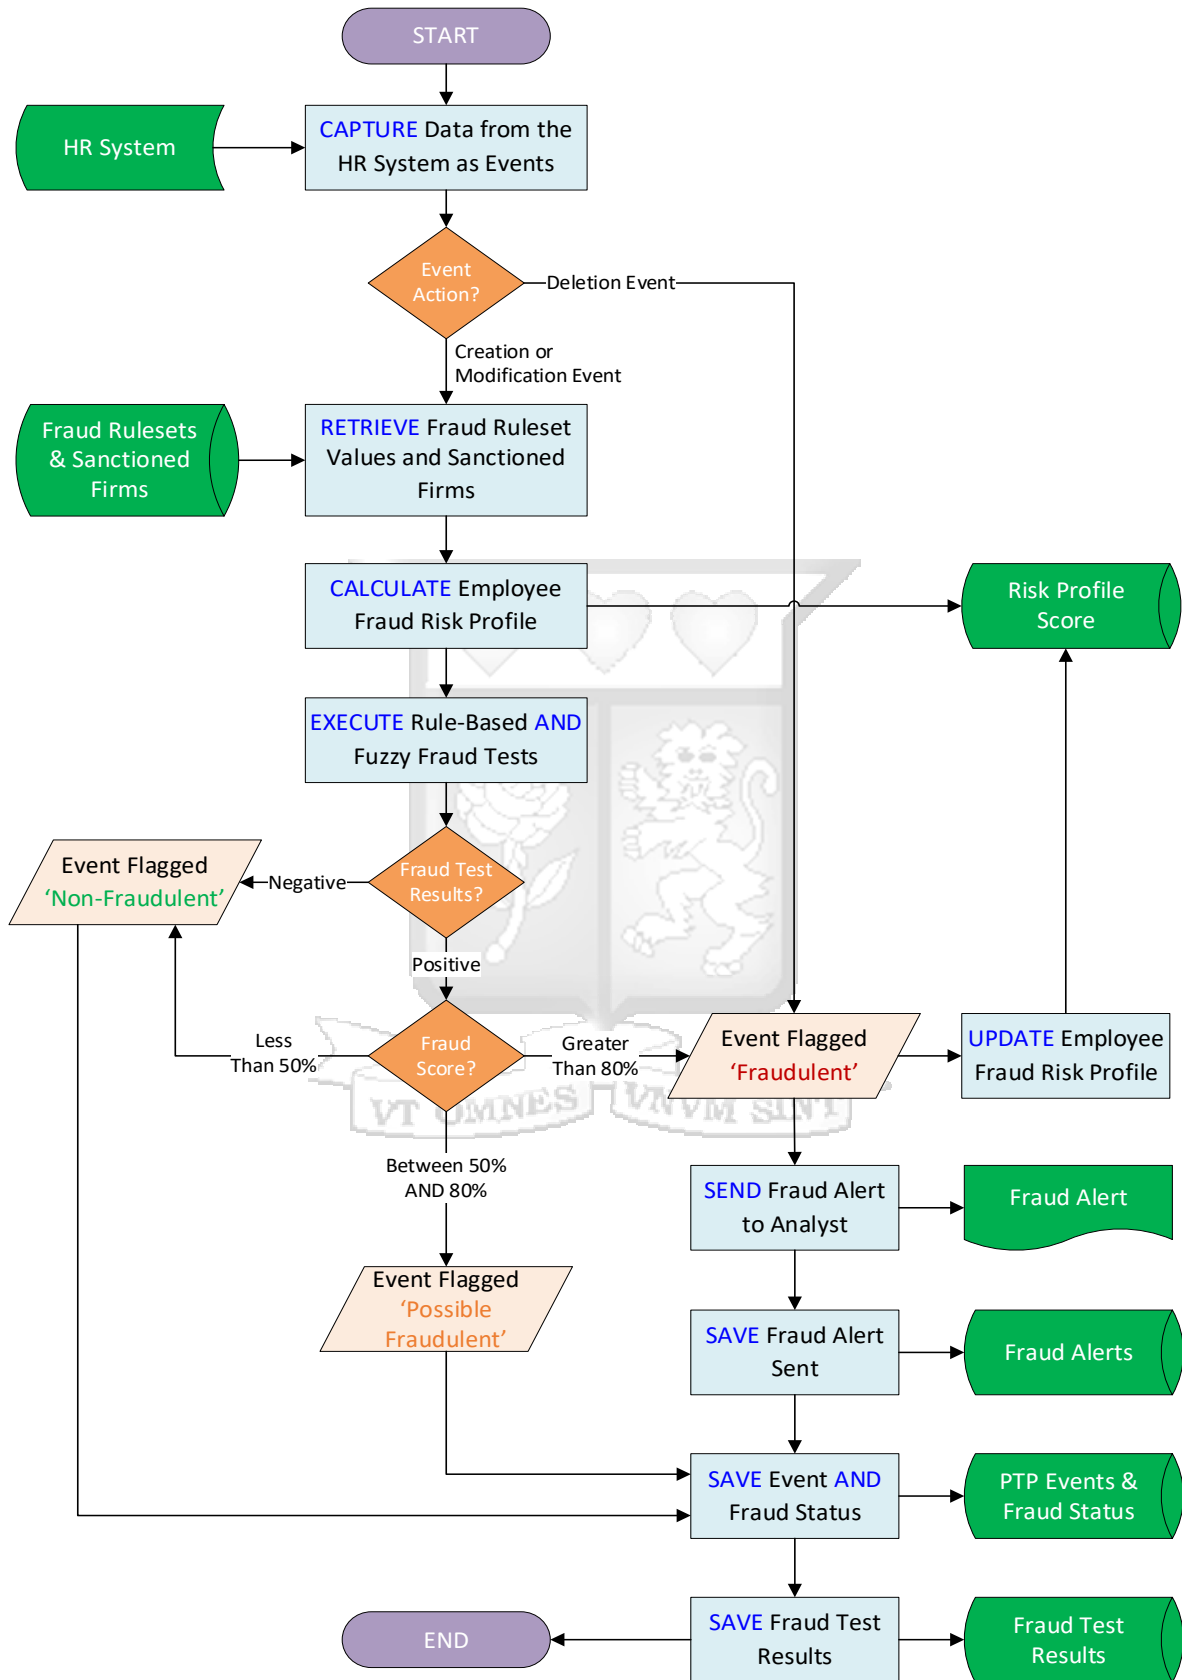 START
HR System
CAPTURE Data from the
HR System as Events
Event
Action?
Deletion Event
Creation or
Modification Event
Fraud Rulesets
& Sanctioned
Firms
RETRIEVE Fraud Ruleset
Values and Sanctioned
Firms
CALCULATE Employee
Fraud Risk Profile
Risk Profile
Score
EXECUTE Rule-Based AND
Fuzzy Fraud Tests
Event Flagged
‘Non-Fraudulent’
Negative
Fraud Test
Results?
Positive
Less
Than 50%
Fraud
Score?
Greater
Than 80%
Event Flagged
‘Fraudulent’
UPDATE Employee
Fraud Risk Profile
VT OMNES VNVM SINT
Between 50%
AND 80%
SEND Fraud Alert
to Analyst
Fraud Alert
Event Flagged
‘Possible
Fraudulent’
SAVE Fraud Alert
Sent
Fraud Alerts
SAVE Event AND
Fraud Status
PTP Events &
Fraud Status
END
SAVE Fraud Test
Results
Fraud Test
Results